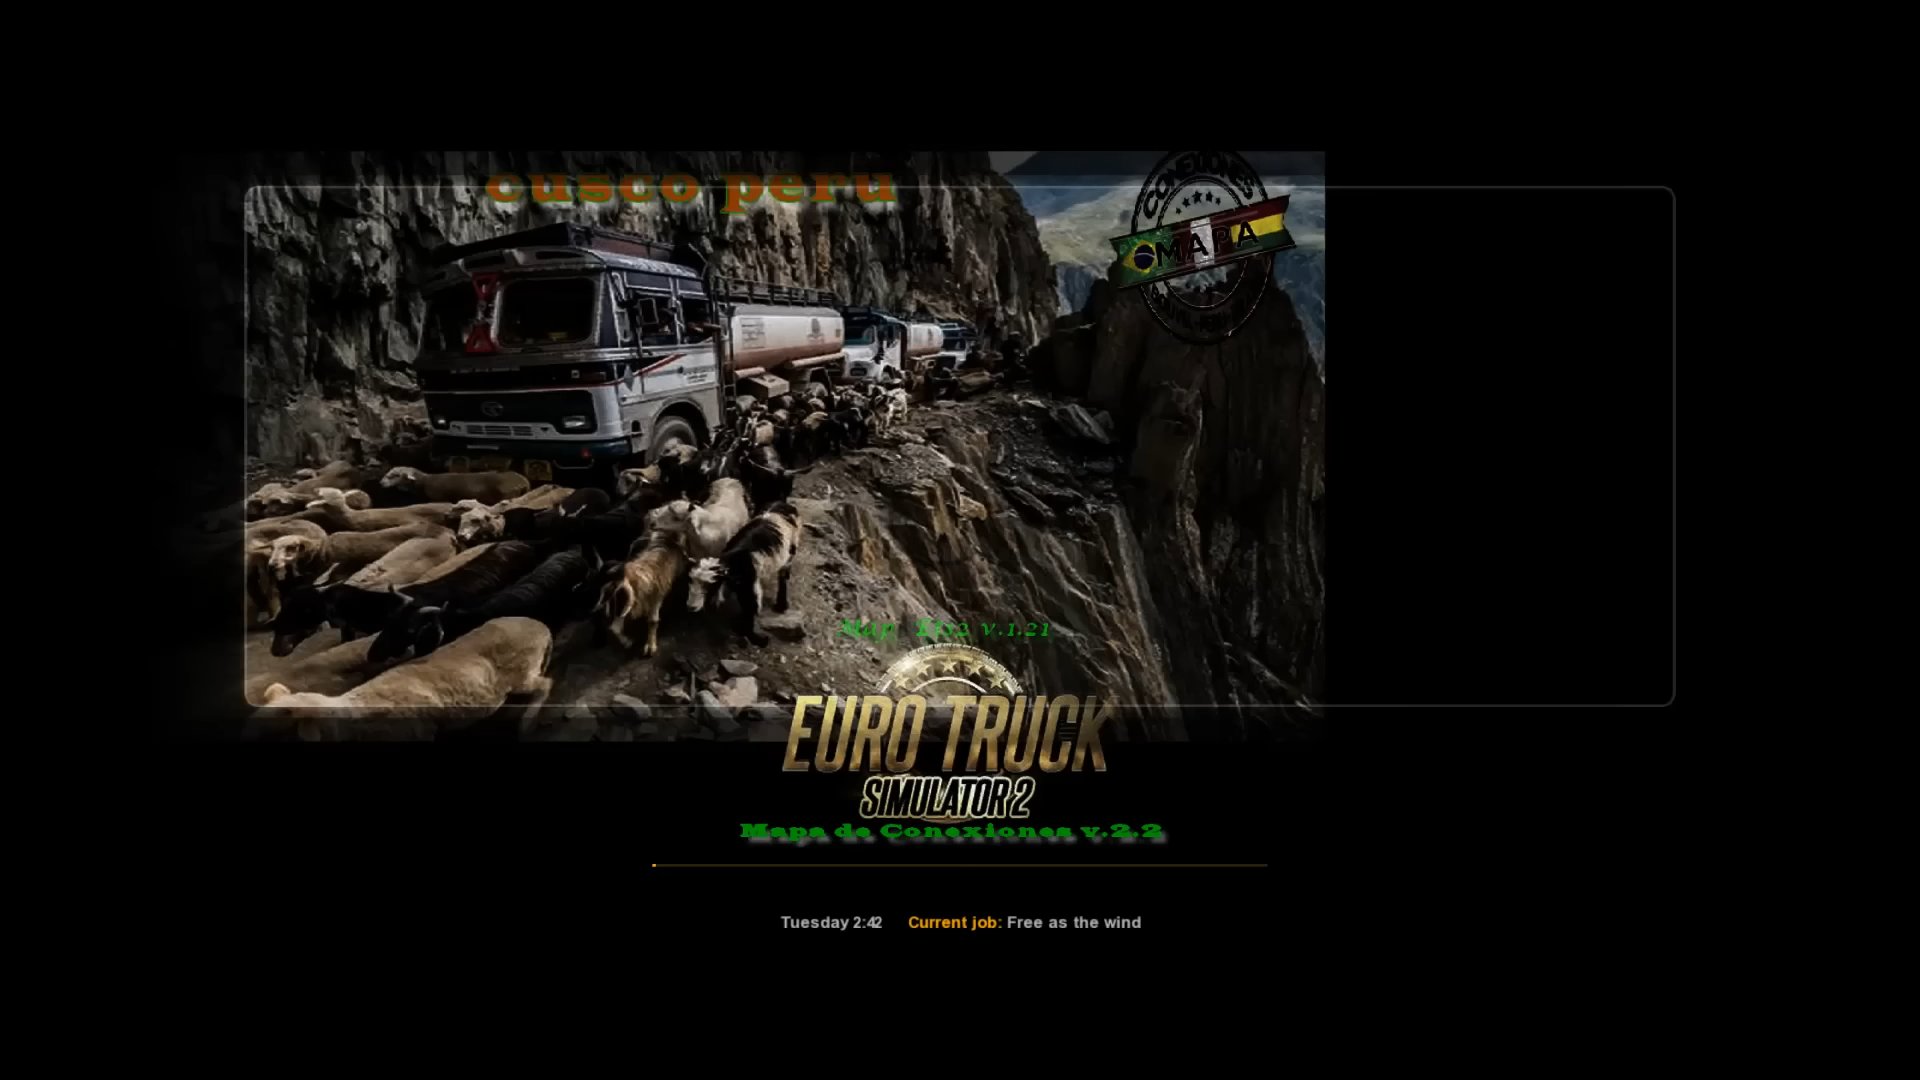 cusco peru
CONEXIONES
MAPA
Map Ets2 v.1.21
EURO TRUCK
SIMULATOR 2
Mapa de Conexiones v.2.2
Tuesday 2:42 Current job: Free as the wind